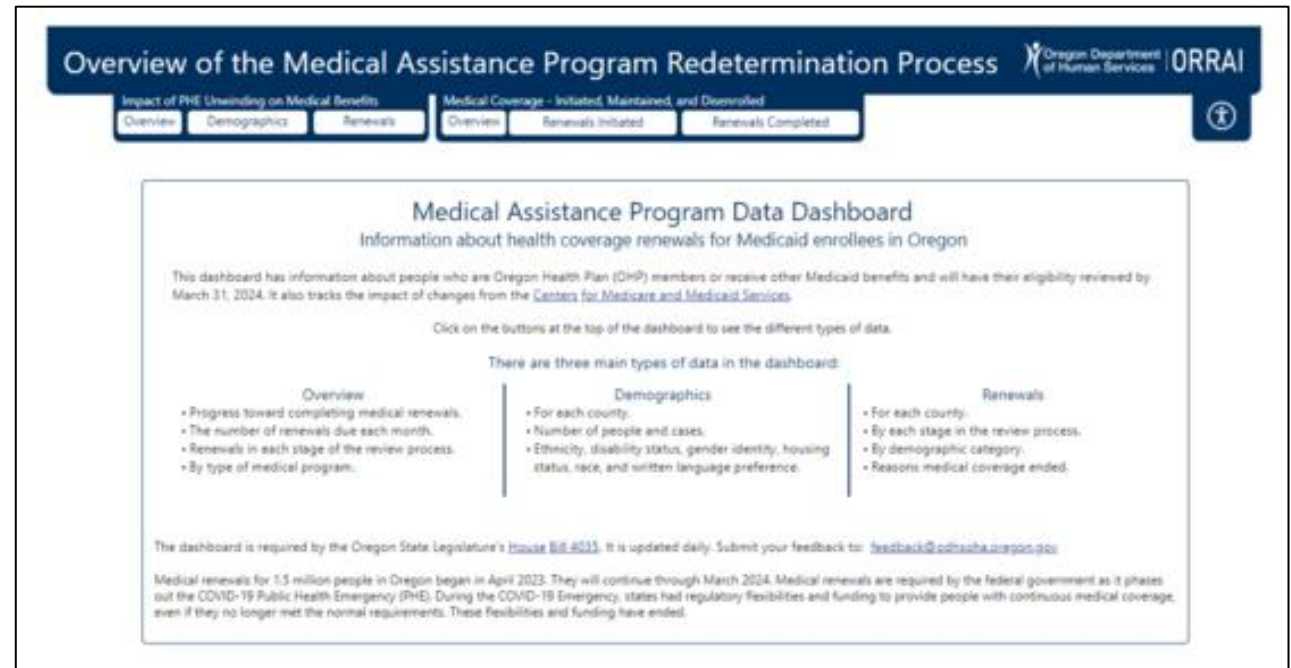 Overview of the Medical Assistance Program Redetermination Process
Oregon Department
of Human Services
ORRAI
Impact of PHE Unwinding on Medical Benefits
Overview Demographics Renewals
Medical Coverage - Initiated, Maintained, and Disenrolled
Overview Renewals Initiated Renewals Completed
Medical Assistance Program Data Dashboard
Information about health coverage renewals for Medicaid enrollees in Oregon
This dashboard has information about people who are Oregon Health Plan (OHP) members or receive other Medicaid benefits and will have their eligibility reviewed by
March 31, 2024. It also tracks the impact of changes from the Centers for Medicare and Medicaid Services.
Click on the buttons at the top of the dashboard to see the different types of data.
There are three main types of data in the dashboard:
Overview
• Progress toward completing medical renewals.
• The number of renewals due each month.
• Renewals in each stage of the review process.
• By type of medical program.
Demographics
• For each county.
• Number of people and cases.
• Ethnicity, disability status, gender identity, housing
status, race, and written language preference.
Renewals
• For each county.
• By each stage in the review process.
• By demographic category.
• Reasons medical coverage ended.
The dashboard is required by the Oregon State Legislature's House Bill 4035. It is updated daily. Submit your feedback to: feedback@odhsoha.oregon.gov
Medical renewals for 1.5 million people in Oregon began in April 2023. They will continue through March 2024. Medical renewals are required by the federal government as it phases
out the COVID-19 Public Health Emergency (PHE). During the COVID-19 Emergency, states had regulatory flexibilities and funding to provide people with continuous medical coverage,
even if they no longer met the normal requirements. These flexibilities and funding have ended.